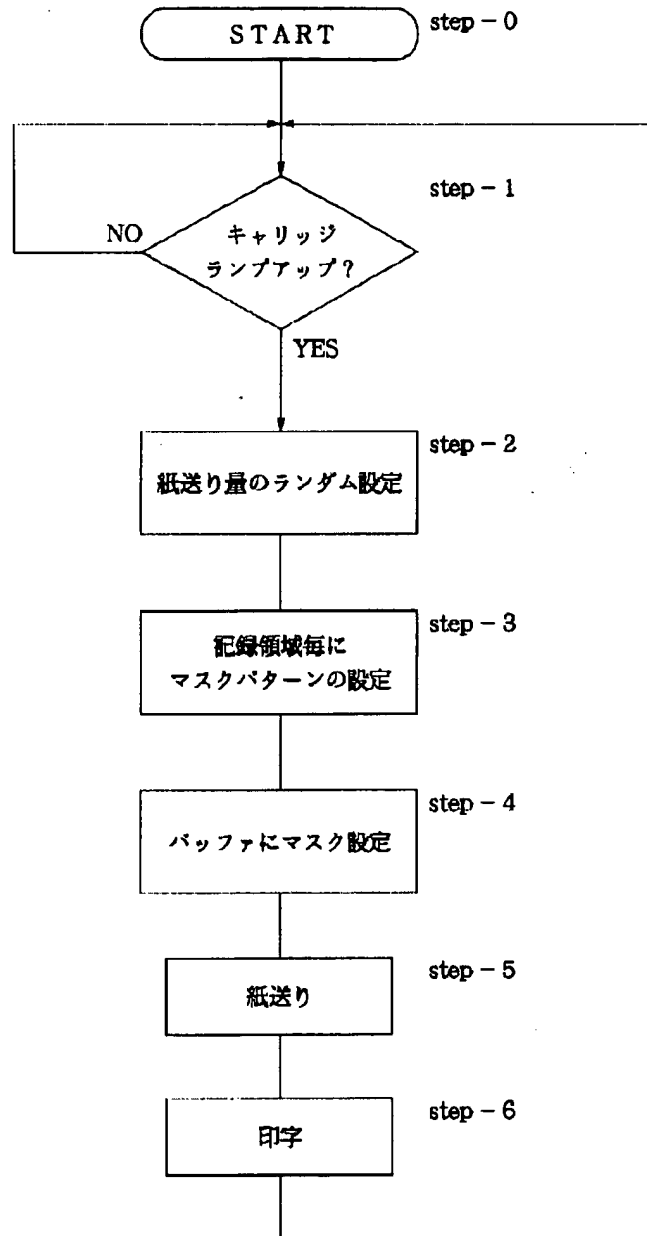 START
step-0
step-1
キャリッジ
ランプアップ?
NO
YES
step-2
紙送り量のランダム設定
step-3
記録領域毎に
マスクパターンの設定
step-4
バッファにマスク設定
step-5
紙送り
step-6
印字